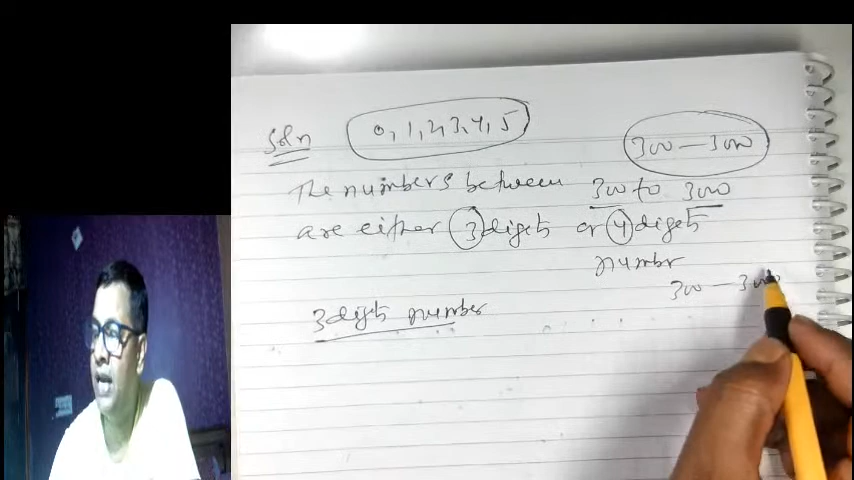 Soln 0, 1, 2, 3, 4, 5 300 — 3000
The numbers between 300 to 3000
are either 3 digits or 4 digits
number
300 — 3000
3 digits number